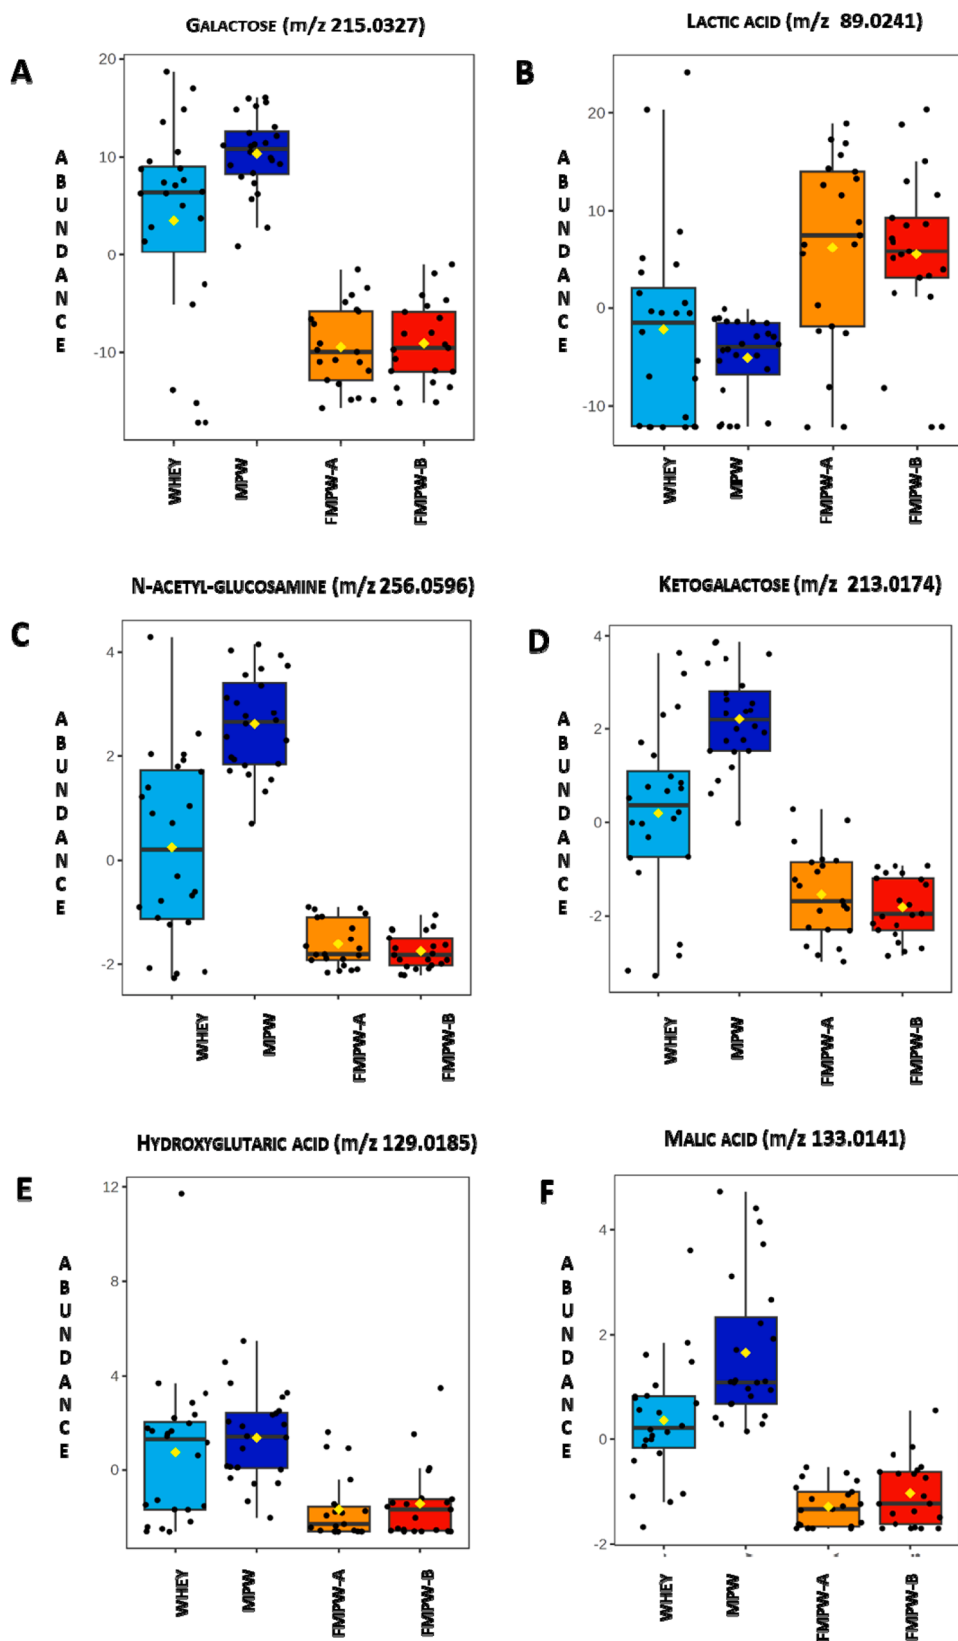 GALACTOSE (m/z 215.0327)
A
ABUNDANCE
20
10
0
-10
WHEY
MPW
FMPW-A
FMPW-B
LACTIC ACID (m/z 89.0241)
B
ABUNDANCE
20
10
0
-10
WHEY
MPW
FMPW-A
FMPW-B
N-ACETYL-GLUCOSAMINE (m/z 256.0596)
C
ABUNDANCE
4
2
0
-2
WHEY
MPW
FMPW-A
FMPW-B
KETOGALACTOSE (m/z 213.0174)
D
ABUNDANCE
4
2
0
-2
WHEY
MPW
FMPW-A
FMPW-B
HYDROXYGLUTARIC ACID (m/z 129.0185)
E
ABUNDANCE
12
8
4
0
WHEY
MPW
FMPW-A
FMPW-B
MALIC ACID (m/z 133.0141)
F
ABUNDANCE
4
2
0
-2
WHEY
MPW
FMPW-A
FMPW-B